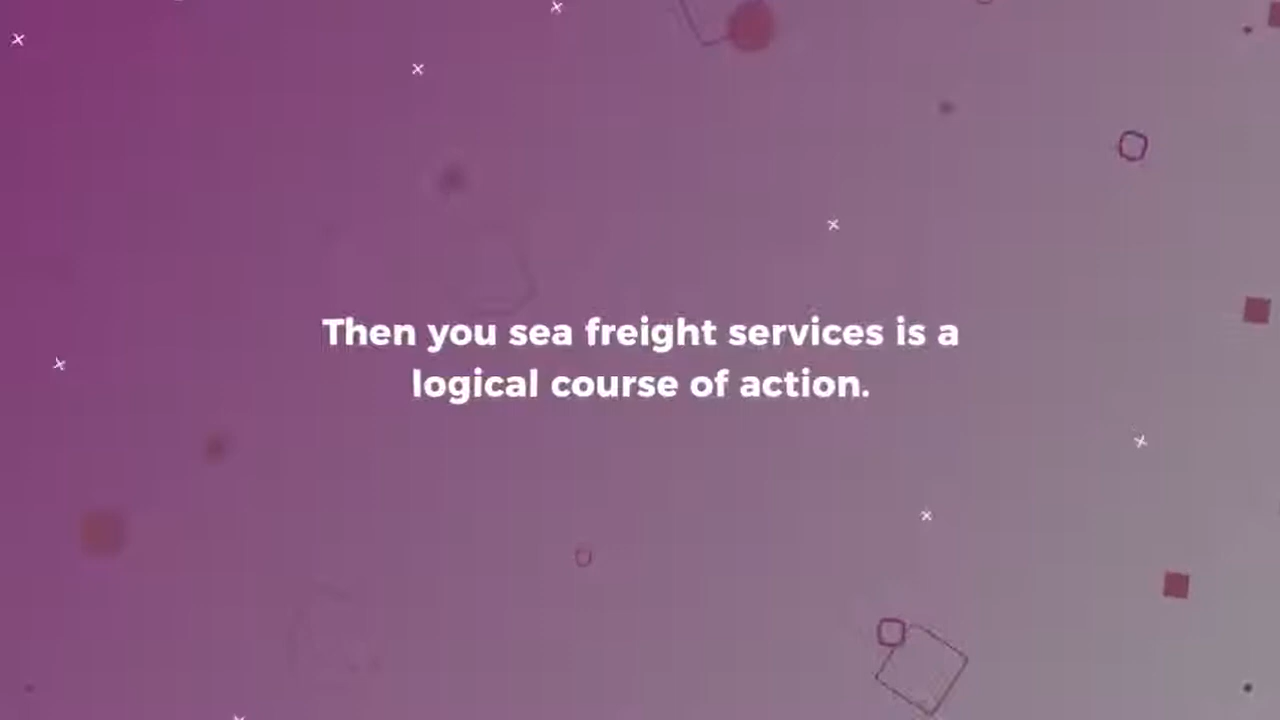 Then you sea freight services is a
logical course of action.